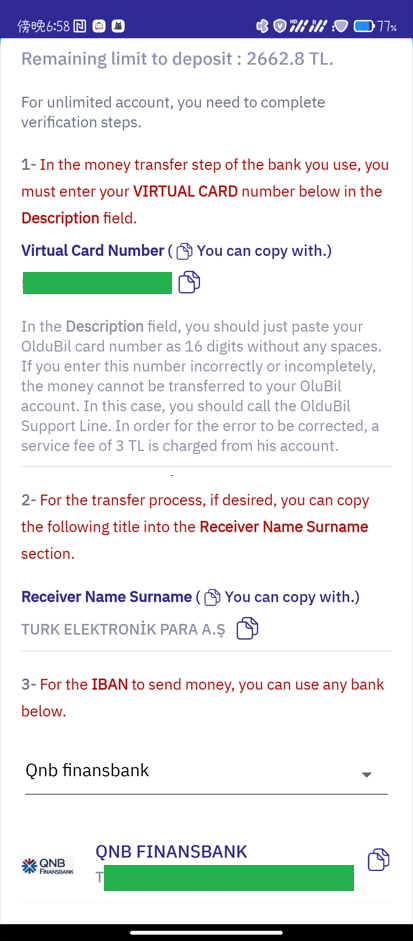 傍晚6:58 77%
Remaining limit to deposit : 2662.8 TL.
For unlimited account, you need to complete
verification steps.
1- In the money transfer step of the bank you use, you
must enter your VIRTUAL CARD number below in the
Description field.
Virtual Card Number ( You can copy with.)
In the Description field, you should just paste your
OlduBil card number as 16 digits without any spaces.
If you enter this number incorrectly or incompletely,
the money cannot be transferred to your OluBil
account. In this case, you should call the OlduBil
Support Line. In order for the error to be corrected, a
service fee of 3 TL is charged from his account.
2- For the transfer process, if desired, you can copy
the following title into the Receiver Name Surname
section.
Receiver Name Surname ( You can copy with.)
TURK ELEKTRONİK PARA A.Ş
3- For the IBAN to send money, you can use any bank
below.
Qnb finansbank
QNB FINANSBANK
QNB
FINANSBANK
T